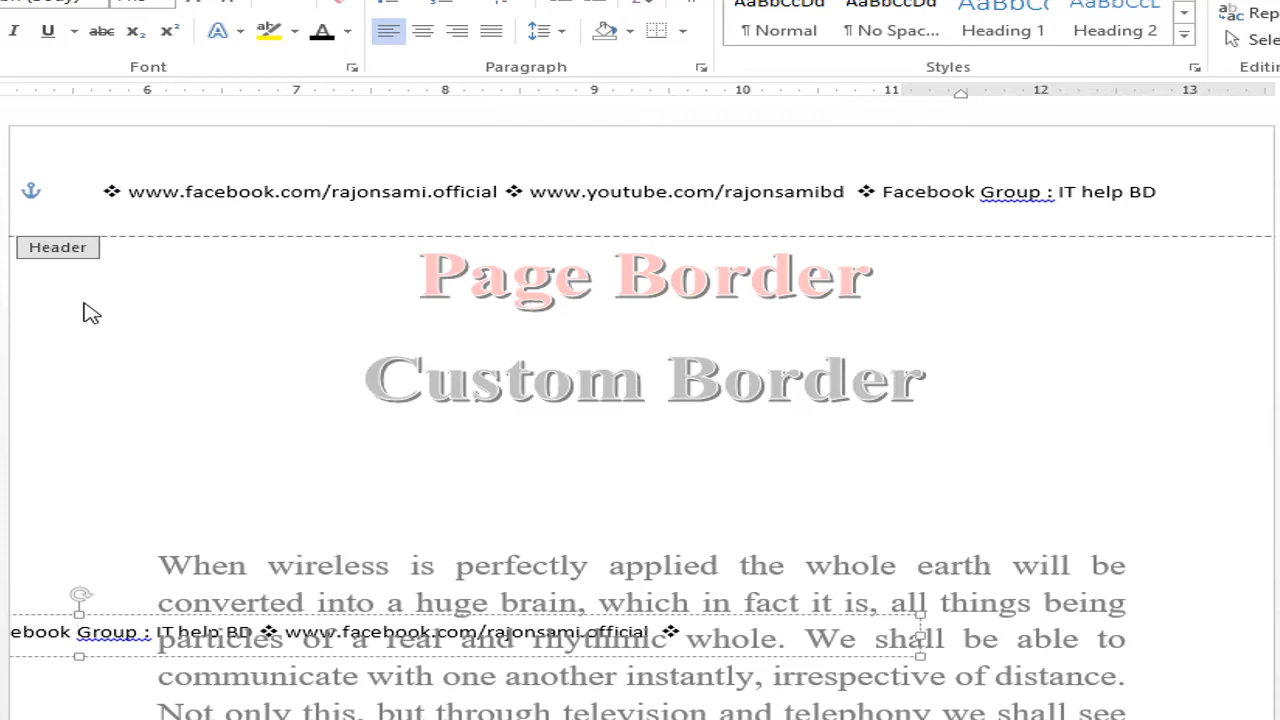 Font
Paragraph
Styles
AaBbCcDd AaBbCcDd AaBbC( AaBbCcL
¶ Normal ¶ No Spac... Heading 1 Heading 2
Rep
Sele
Editin
6 7 8 9 10 11 12 13
❖ www.facebook.com/rajonsami.official ❖ www.youtube.com/rajonsamibd ❖ Facebook Group : IT help BD
Header
Page Border
Custom Border
When wireless is perfectly applied the whole earth will be
converted into a huge brain, which in fact it is, all things being
ebook Group : IT help BD ❖ www.facebook.com/rajonsami.official ❖
particles of a real and rhythmic whole. We shall be able to
communicate with one another instantly, irrespective of distance.
Not only this, but through television and telephony we shall see